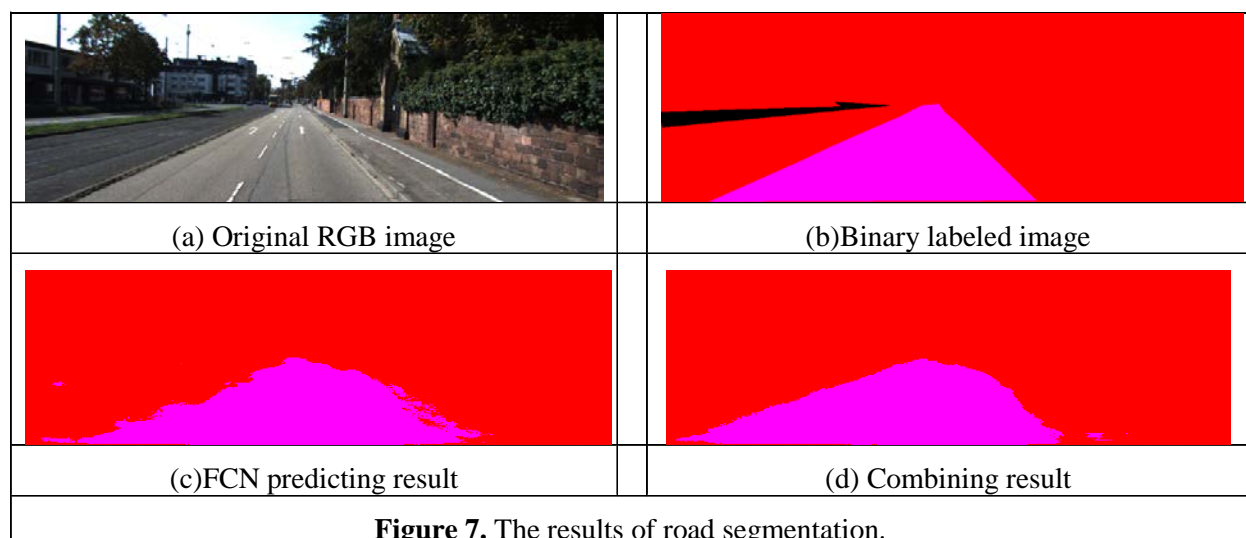 (a) Original RGB image
(b)Binary labeled image
(c)FCN predicting result
(d) Combining result
Figure 7. The results of road segmentation.